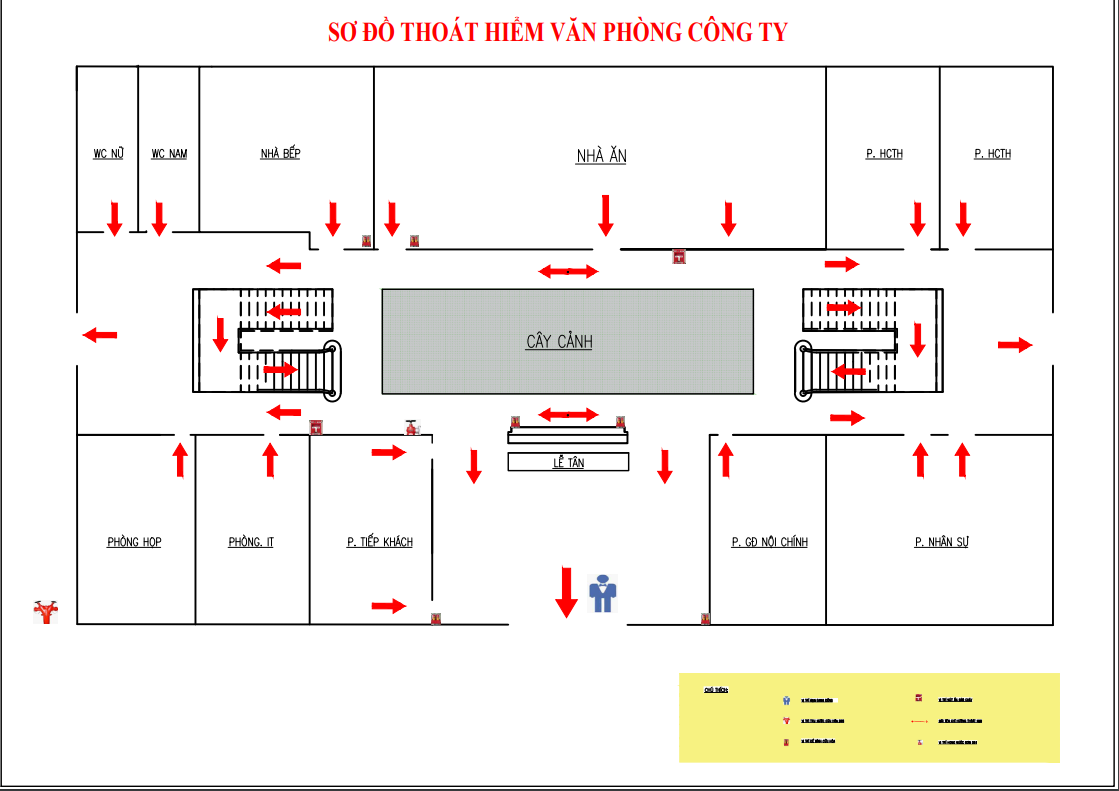 SƠ ĐỒ THOÁT HIỂM VĂN PHÒNG CÔNG TY
WC NỮ
WC NAM
NHÀ BẾP
NHÀ ĂN
P. HCTH
P. HCTH
CÂY CẢNH
LỄ TÂN
PHÒNG HỌP
PHÒNG. IT
P. TIẾP KHÁCH
P. GĐ NỘI CHÍNH
P. NHÂN SỰ
CHÚ THÍCH: